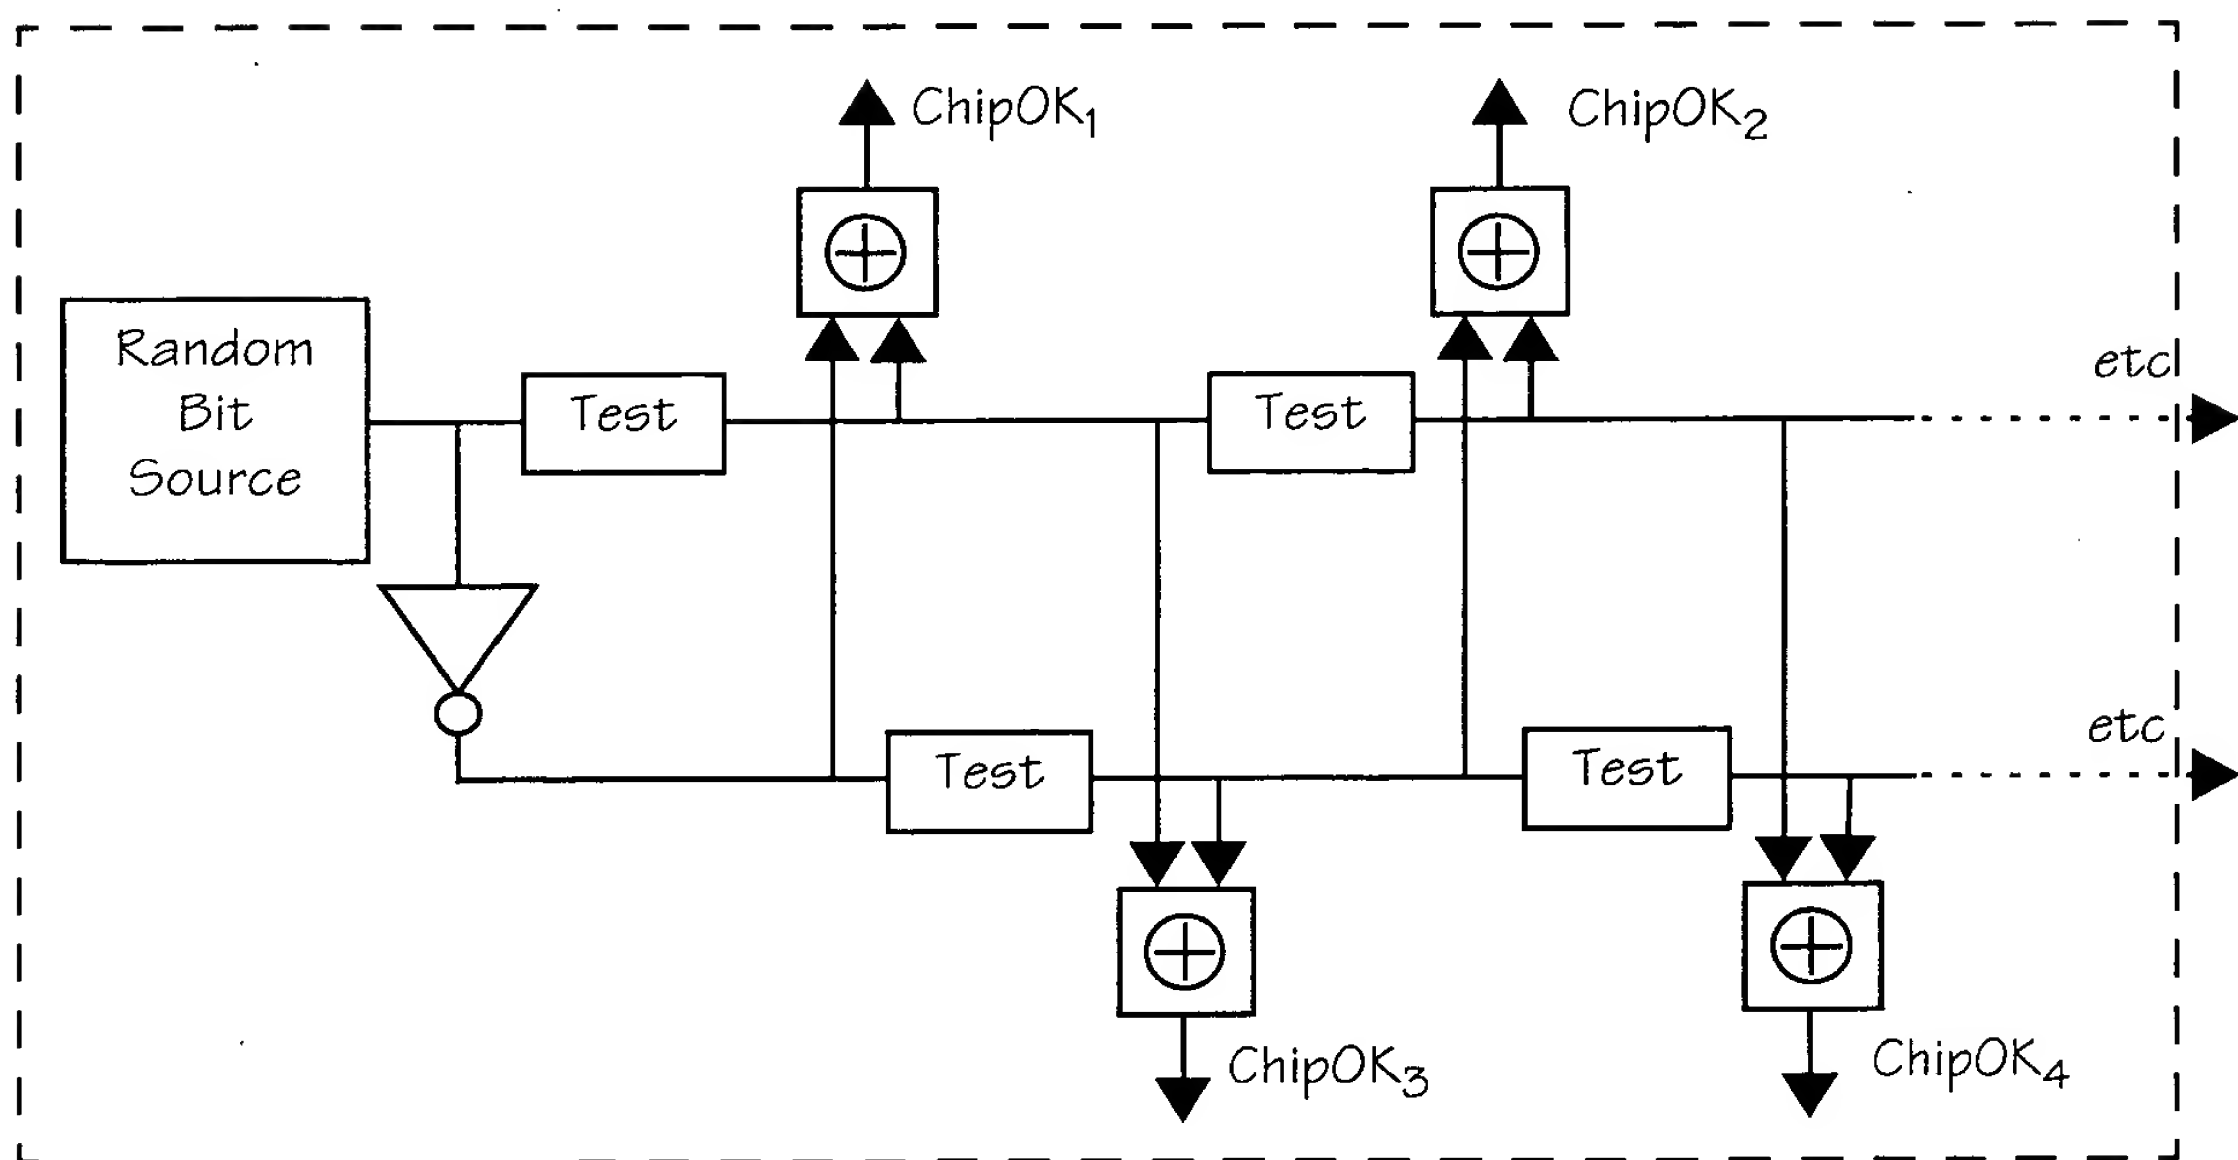 ChipOK₁
ChipOK₂
Random
Bit
Source
Test
Test
etc
Test
Test
etc
ChipOK₃
ChipOK₄